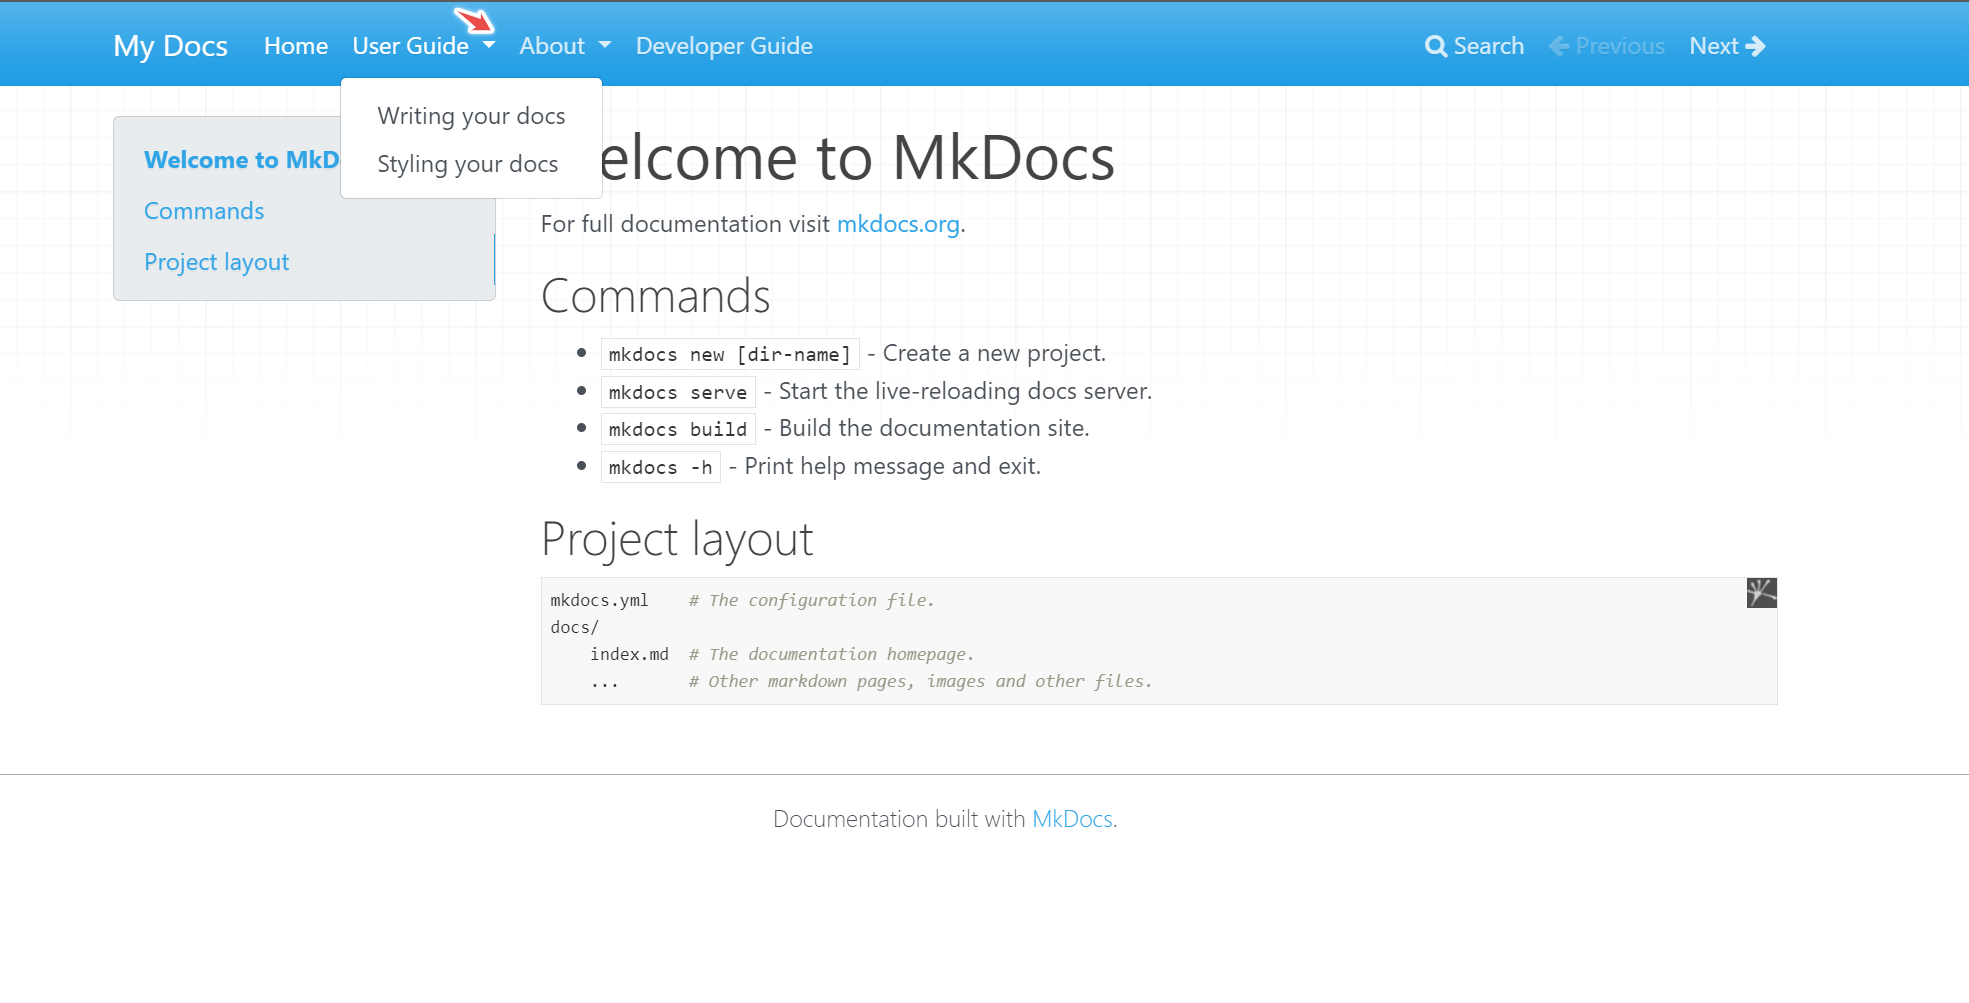 My Docs Home User Guide About Developer Guide Search Previous Next
Writing your docs
Styling your docs
Welcome to MkD
Commands
Project layout
elcome to MkDocs
For full documentation visit mkdocs.org.
Commands
mkdocs new [dir-name] - Create a new project.
mkdocs serve - Start the live-reloading docs server.
mkdocs build - Build the documentation site.
mkdocs -h - Print help message and exit.
Project layout
mkdocs.yml    # The configuration file.
docs/
    index.md  # The documentation homepage.
    ...       # Other markdown pages, images and other files.
Documentation built with MkDocs.